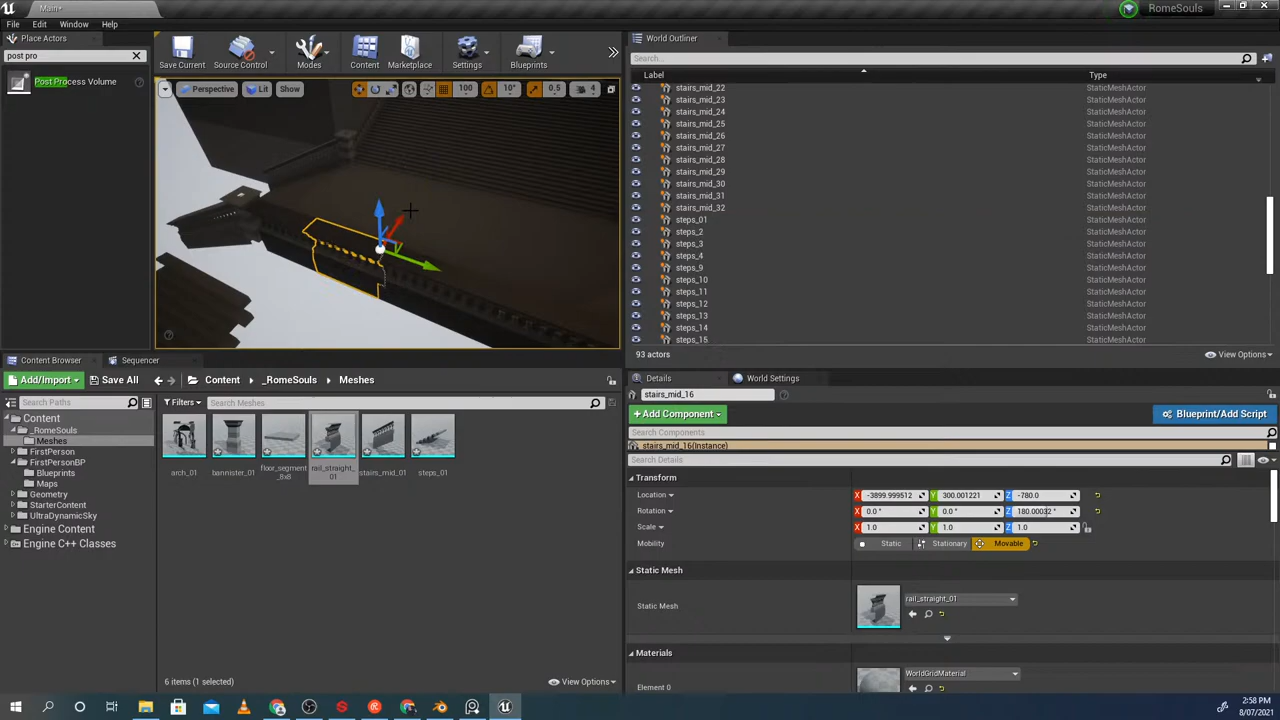 Main*
RomeSouls
File Edit Window Help
Place Actors
post pro
Post Process Volume
Save Current
Source Control
Modes
Content
Marketplace
Settings
Blueprints
Perspective
Lit
Show
100
10°
0.5
4
World Outliner
Search...
Label
Type
stairs_mid_22 StaticMeshActor
stairs_mid_23 StaticMeshActor
stairs_mid_24 StaticMeshActor
stairs_mid_25 StaticMeshActor
stairs_mid_26 StaticMeshActor
stairs_mid_27 StaticMeshActor
stairs_mid_28 StaticMeshActor
stairs_mid_29 StaticMeshActor
stairs_mid_30 StaticMeshActor
stairs_mid_31 StaticMeshActor
stairs_mid_32 StaticMeshActor
steps_01 StaticMeshActor
steps_2 StaticMeshActor
steps_3 StaticMeshActor
steps_4 StaticMeshActor
steps_9 StaticMeshActor
steps_10 StaticMeshActor
steps_11 StaticMeshActor
steps_12 StaticMeshActor
steps_13 StaticMeshActor
steps_14 StaticMeshActor
steps_15 StaticMeshActor
93 actors
View Options
Content Browser
Sequencer
Add/Import
Save All
Content
_RomeSouls
Meshes
Search Paths
Filters
Search Meshes
Content
_RomeSouls
Meshes
FirstPerson
FirstPersonBP
Blueprints
Maps
Geometry
StarterContent
UltraDynamicSky
Engine Content
Engine C++ Classes
arch_01
bannister_01
floor_segment_
8x8
rail_straight_
01
stairs_mid_01
steps_01
6 items (1 selected)
View Options
Details
World Settings
stairs_mid_16
+Add Component
Blueprint/Add Script
Search Components
stairs_mid_16(Instance)
Search Details
Transform
Location X -3899.999512 Y 300.001221 Z -780.0
Rotation X 0.0 ° Y 0.0 ° Z 180.00032 °
Scale X 1.0 Y 1.0 Z 1.0
Mobility Static Stationary Movable
Static Mesh
Static Mesh
rail_straight_01
Materials
Element 0
WorldGridMaterial
2:58 PM
8/07/2021